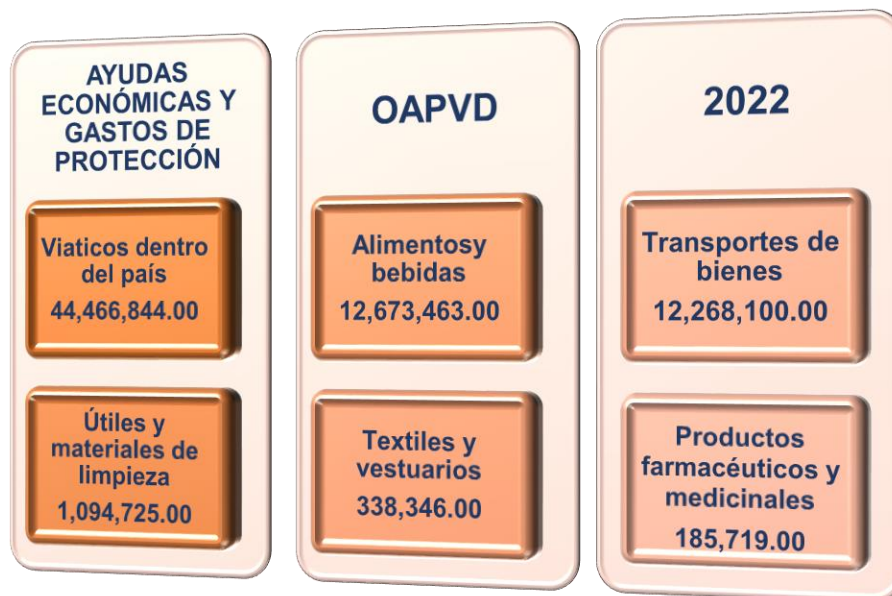 AYUDAS
ECONÓMICAS Y
GASTOS DE
PROTECCIÓN
Viaticos dentro
del país
44,466,844.00
Útiles y
materiales de
limpieza
1,094,725.00
OAPVD
Alimentosy
bebidas
12,673,463.00
Textiles y
vestuarios
338,346.00
2022
Transportes de
bienes
12,268,100.00
Productos
farmacéuticos y
medicinales
185,719.00